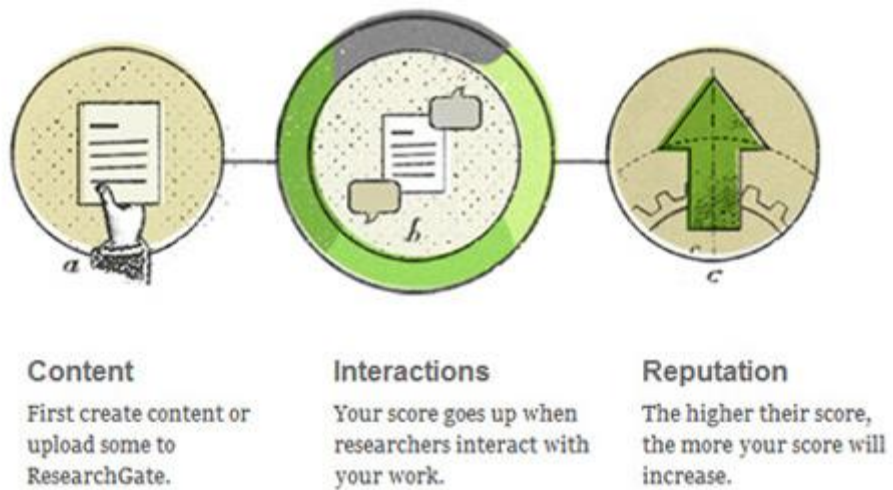 a
b
c
Content
First create content or
upload some to
ResearchGate.
Interactions
Your score goes up when
researchers interact with
your work.
Reputation
The higher their score,
the more your score will
increase.